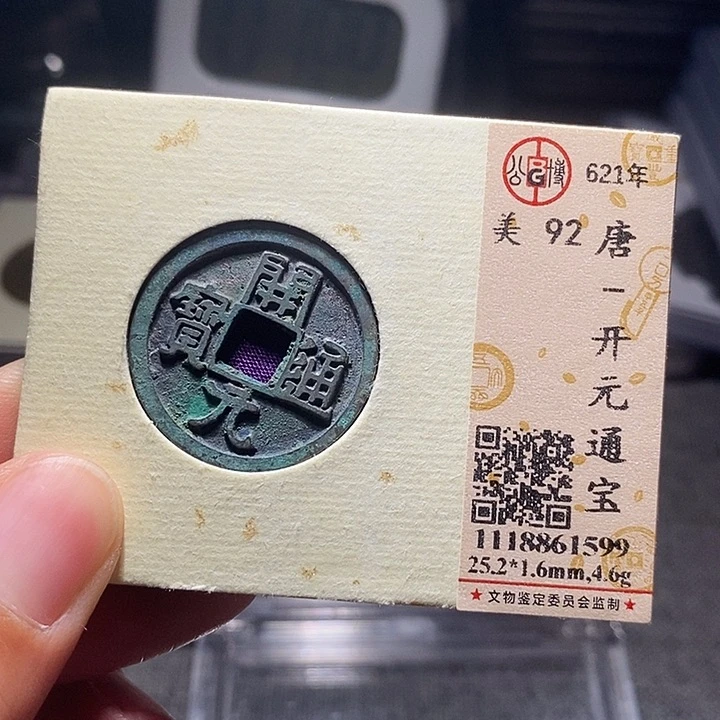 開
元
通
寶
公博
BG
621年
美 92
唐-开元通宝
1118861599
25.2*1.6mm,4.6g
★文物鉴定委员会监制★